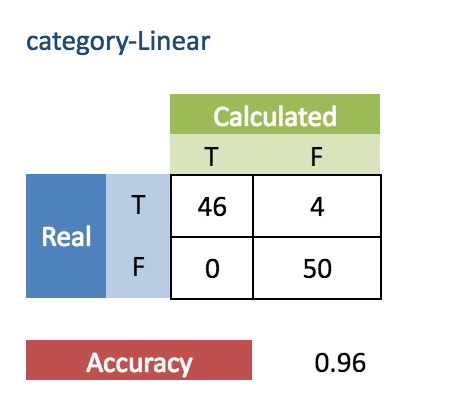 category-Linear
Calculated
T F
T 46 4
Real
F 0 50
Accuracy 0.96